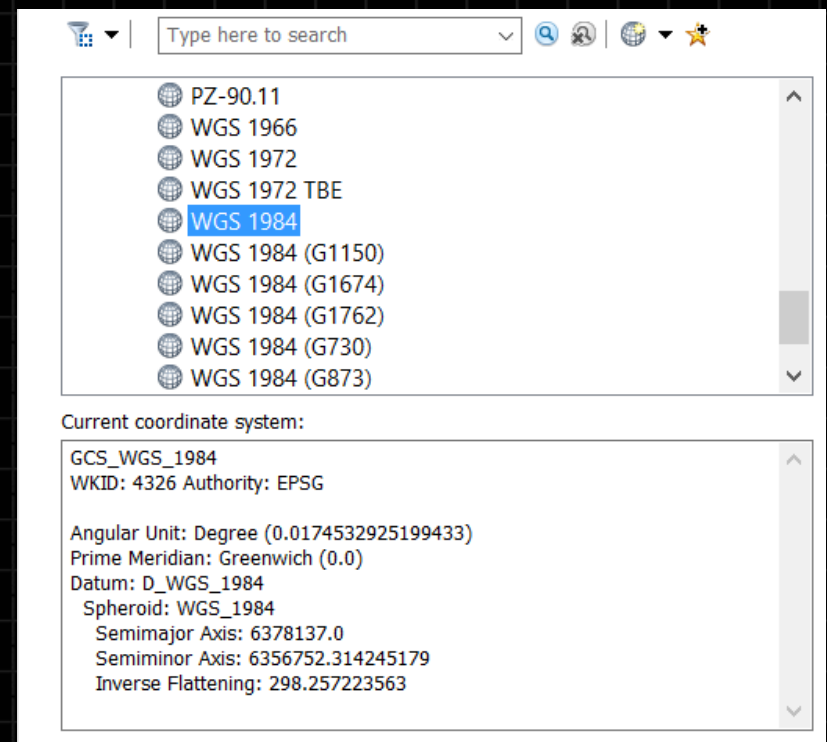 Type here to search
PZ-90.11
WGS 1966
WGS 1972
WGS 1972 TBE
WGS 1984
WGS 1984 (G1150)
WGS 1984 (G1674)
WGS 1984 (G1762)
WGS 1984 (G730)
WGS 1984 (G873)
Current coordinate system:
GCS_WGS_1984
WKID: 4326 Authority: EPSG
Angular Unit: Degree (0.0174532925199433)
Prime Meridian: Greenwich (0.0)
Datum: D_WGS_1984
Spheroid: WGS_1984
Semimajor Axis: 6378137.0
Semiminor Axis: 6356752.314245179
Inverse Flattening: 298.257223563